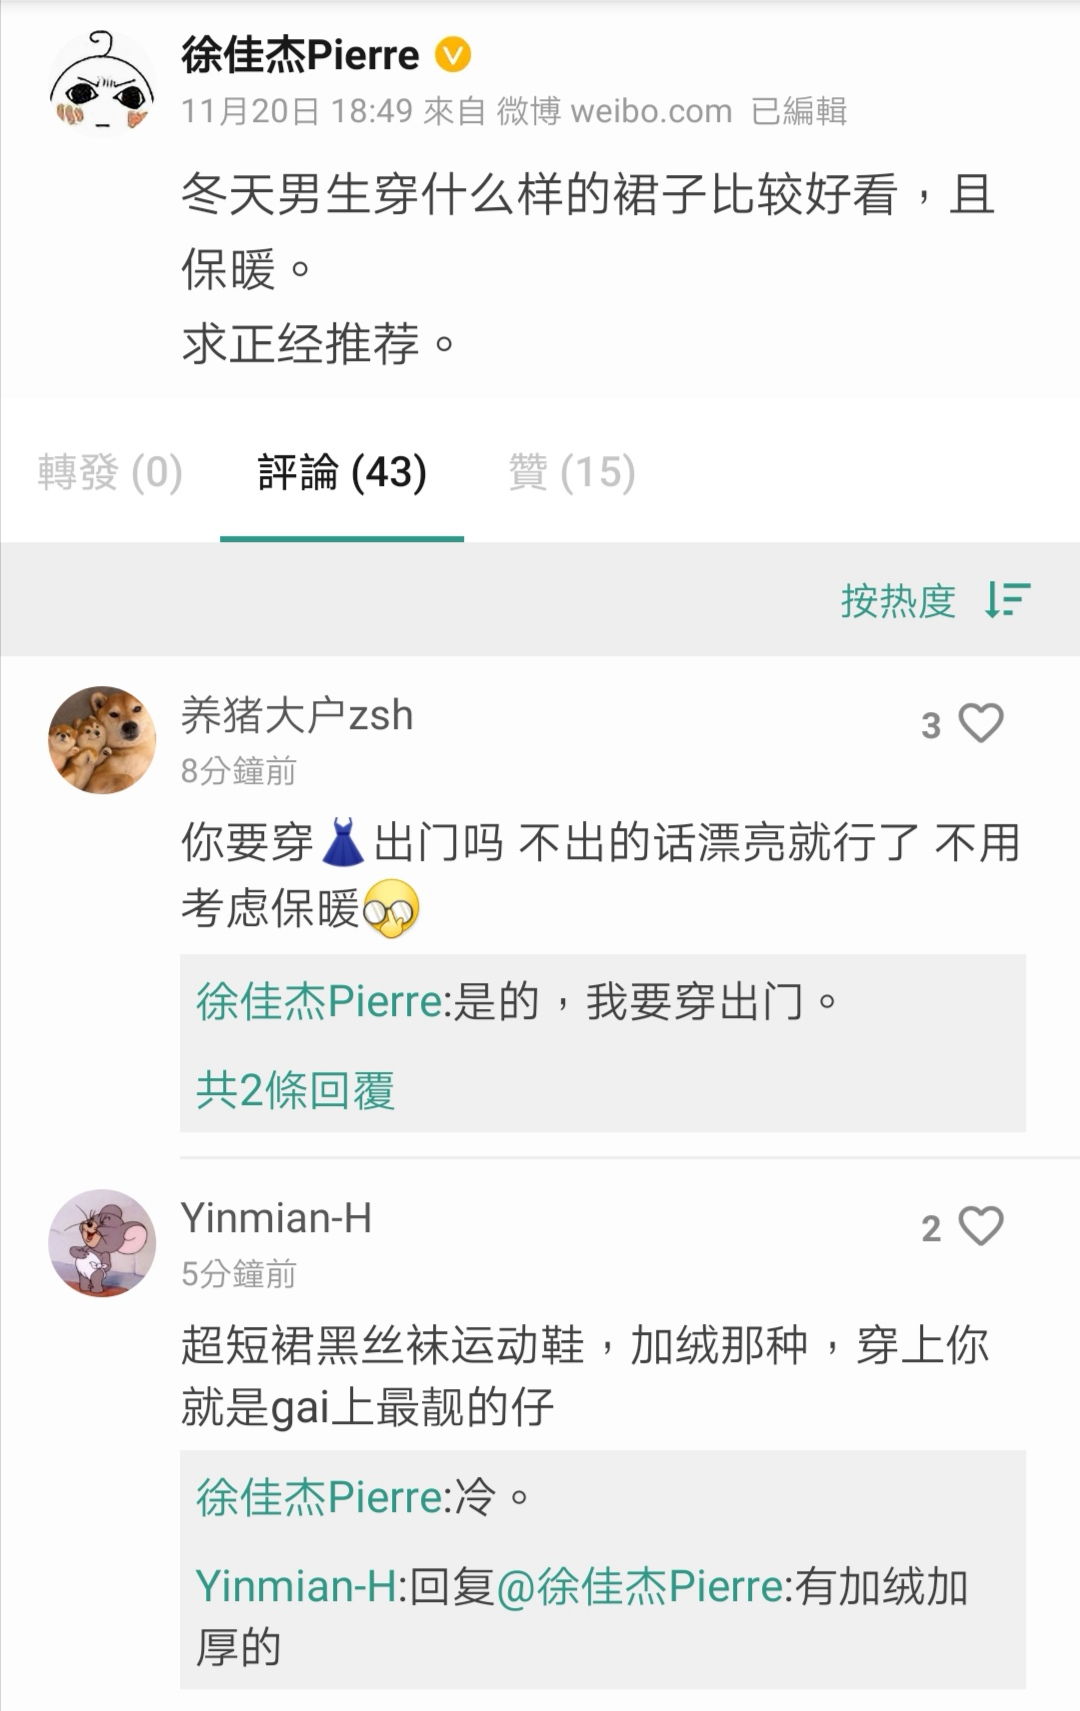 徐佳杰Pierre
11月20日 18:49 來自 微博 weibo.com 已編輯
冬天男生穿什么样的裙子比较好看，且
保暖。
求正经推荐。
轉發 (0) 評論 (43) 贊 (15)
按热度
养猪大户zsh 3
8分鐘前
你要穿👗出门吗 不出的话漂亮就行了 不用
考虑保暖
徐佳杰Pierre:是的，我要穿出门。
共2條回覆
Yinmian-H 2
5分鐘前
超短裙黑丝袜运动鞋，加绒那种，穿上你
就是gai上最靓的仔
徐佳杰Pierre:冷。
Yinmian-H:回复@徐佳杰Pierre:有加绒加
厚的